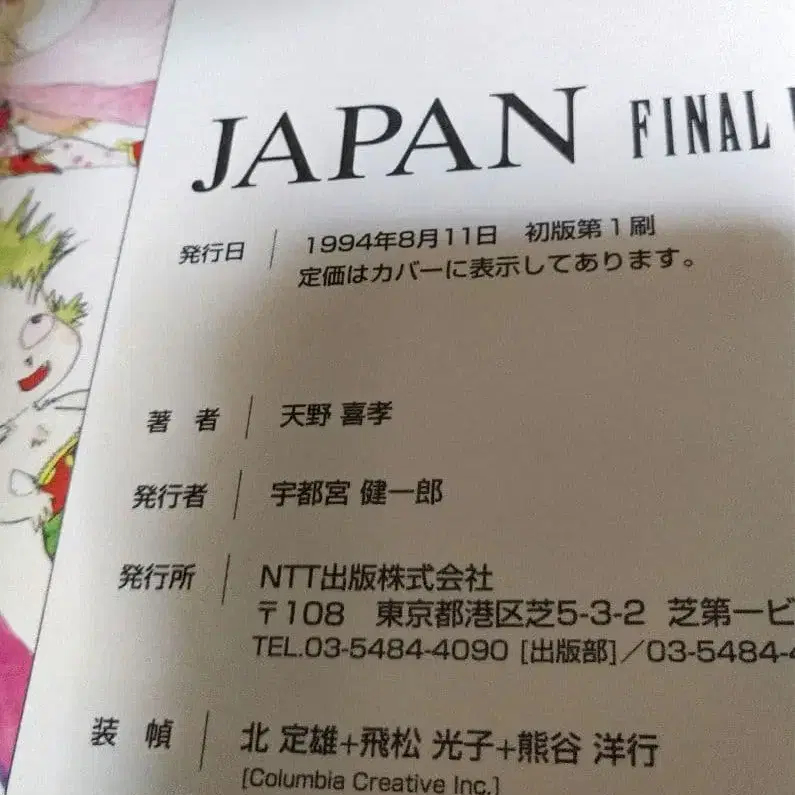 JAPAN FINAL
発行日 1994年8月11日 初版第1刷
定価はカバーに表示してあります。
著者 天野 喜孝
発行者 宇都宮 健一郎
発行所 NTT出版株式会社
〒108 東京都港区芝5-3-2 芝第一ビ
TEL.03-5484-4090 [出版部]/03-5484-4
装幀 北 定雄+飛松 光子+熊谷 洋行
[Columbia Creative Inc.]